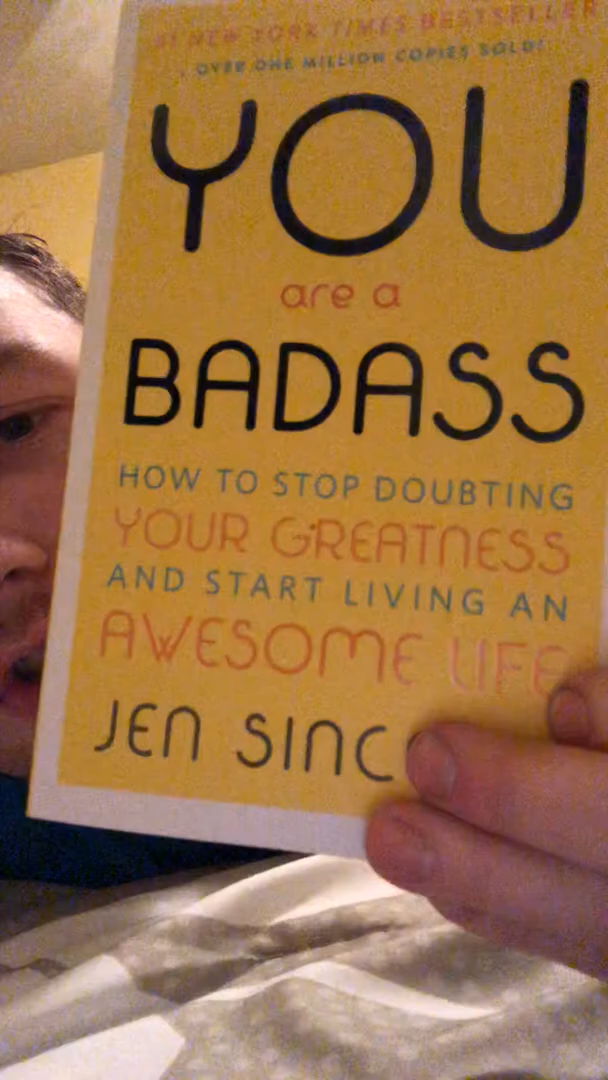 #1 NEW YORK TIMES BESTSELLER
OVER ONE MILLION COPIES SOLD!
YOU
are a
BADASS
HOW TO STOP DOUBTING
YOUR GREATNESS
AND START LIVING AN
AWESOME LIFE
JEN SINC